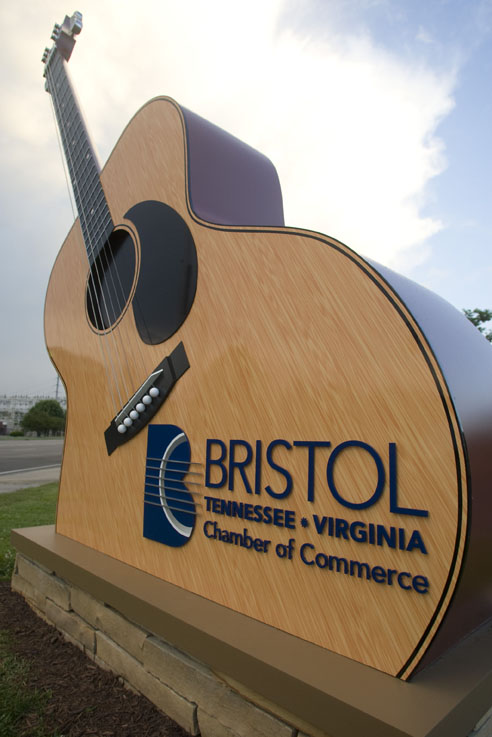 BRISTOL
TENNESSEE • VIRGINIA
Chamber of Commerce